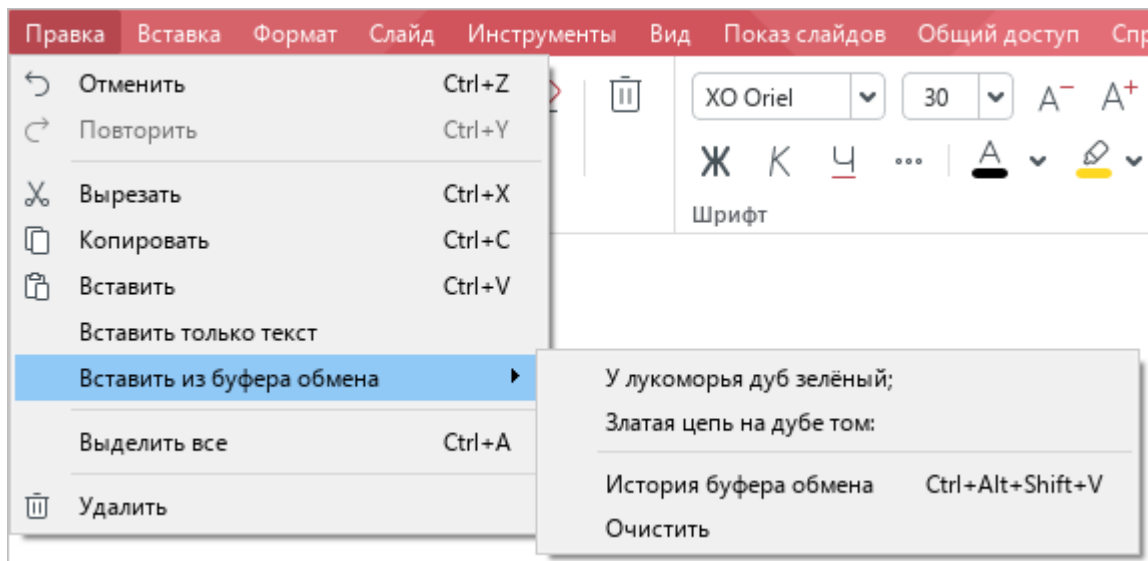 Правка Вставка Формат Слайд Инструменты Вид Показ слайдов Общий доступ
Отменить Ctrl+Z
XO Oriel 30 A− A+
Повторить Ctrl+Y
Ж К Ч ••• А
Вырезать Ctrl+X
Шрифт
Копировать Ctrl+C
Вставить Ctrl+V
Вставить только текст
Вставить из буфера обмена
У лукоморья дуб зелёный;
Златая цепь на дубе том:
Выделить все Ctrl+A
История буфера обмена Ctrl+Alt+Shift+V
Удалить
Очистить